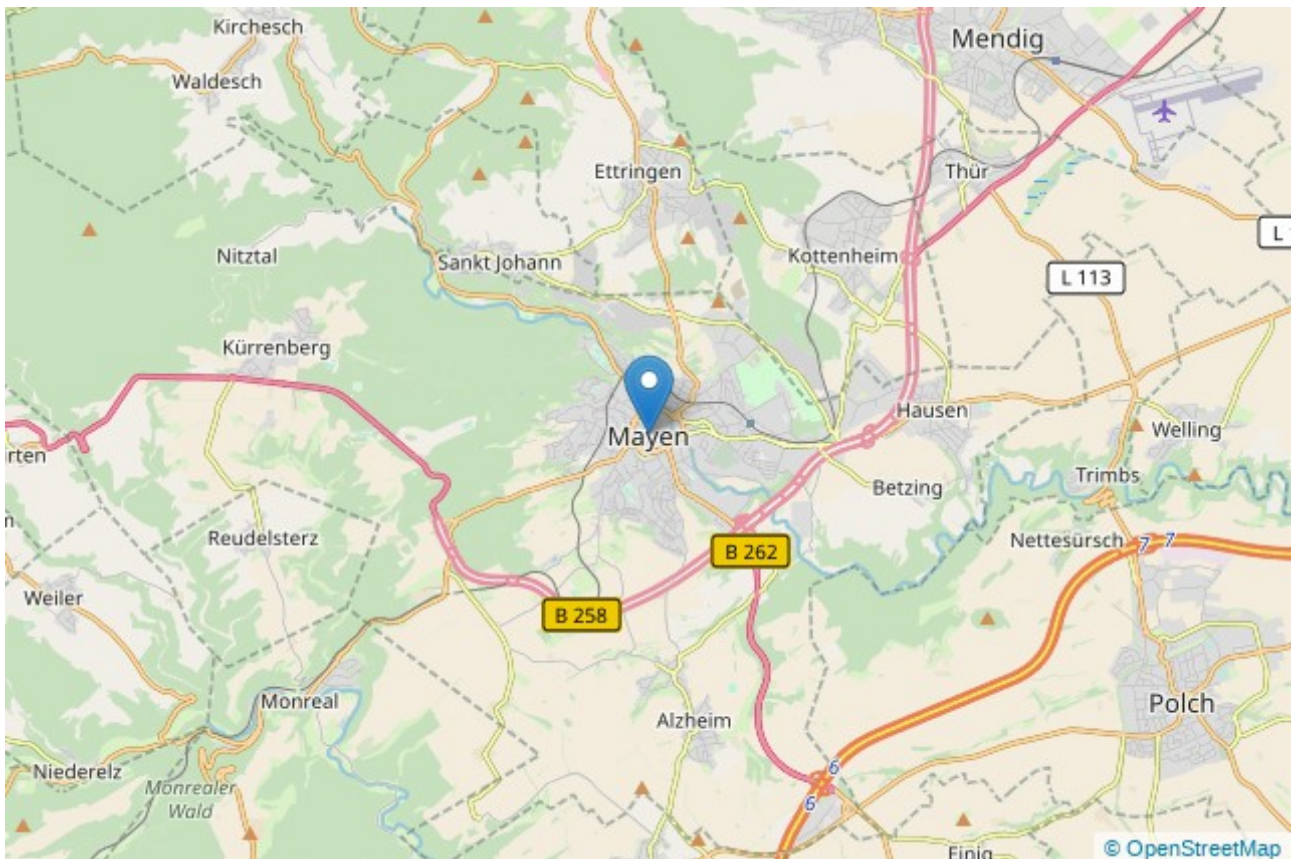 Kirchesch
Mendig
Waldesch
Ettringen
Thür
Nitztal
Sankt Johann
Kottenheim
L 113
Kürrenberg
Hausen
Mayen
Welling
Betzing
Trimbs
Reudelsterz
Nettesürsch
7
7
B 262
Weiler
B 258
Monreal
Polch
Alzheim
Niederelz
6
Monrealer
Wald
6
© OpenStreetMap